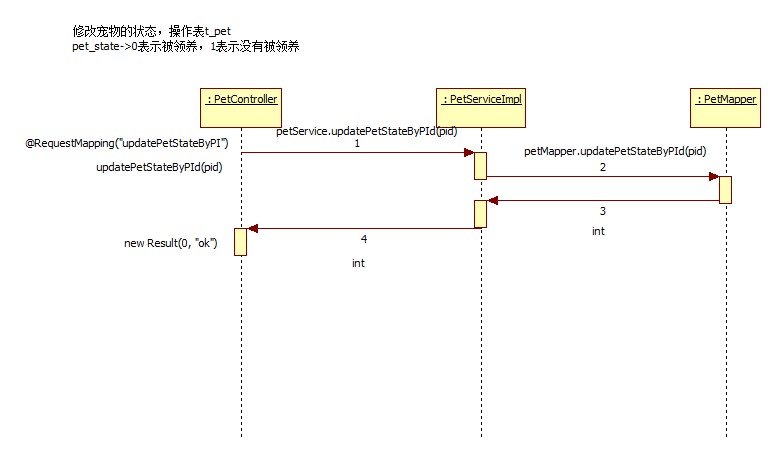 修改宠物的状态，操作表t_pet
pet_state->0表示被领养，1表示没有被领养
: PetController
: PetServiceImpl
: PetMapper
petService.updatePetStateByPId(pid)
@RequestMapping("updatePetStateByPI")
1
petMapper.updatePetStateByPId(pid)
updatePetStateByPId(pid)
2
3
int
new Result(0, "ok")
4
int